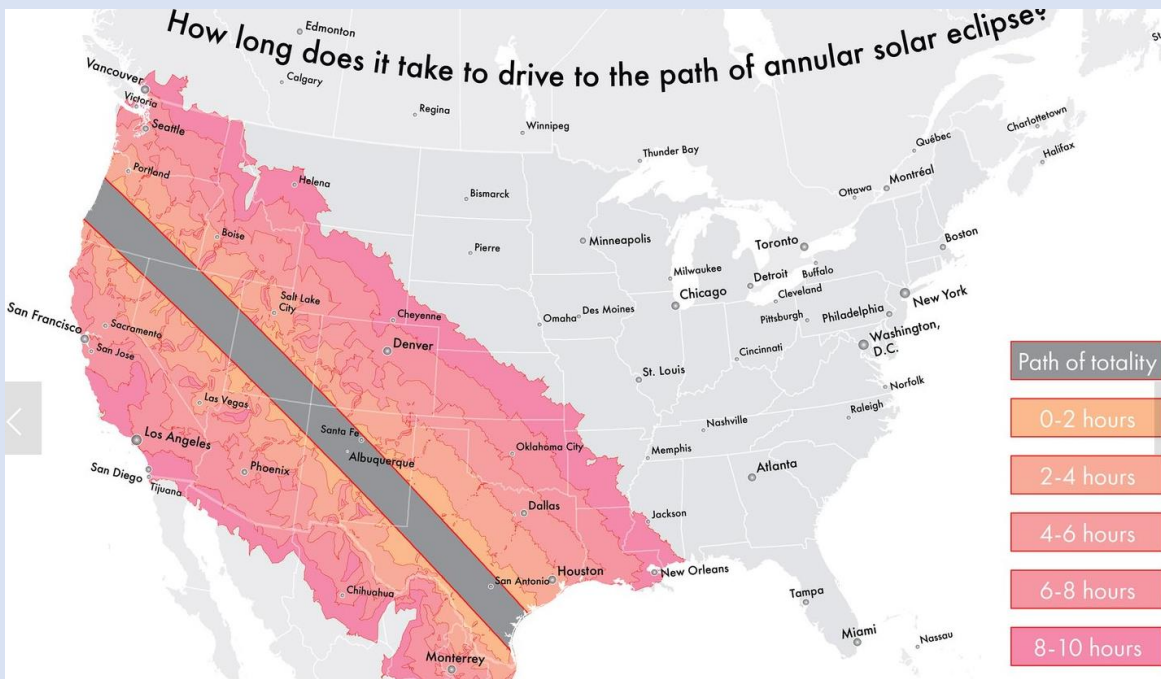 How long does it take to drive to the path of annular solar eclipse?
Edmonton
Calgary
Vancouver
Victoria
Seattle
Regina
Winnipeg
Thunder Bay
Québec
Charlottetown
Halifax
Montréal
Ottawa
Portland
Helena
Bismarck
Boise
Pierre
Minneapolis
Toronto
Boston
Milwaukee
Detroit
Buffalo
Chicago
Cleveland
New York
Salt Lake
City
Cheyenne
Omaha
Des Moines
Pittsburgh
Philadelphia
San Francisco
Sacramento
San Jose
Denver
Washington,
D.C.
Cincinnati
St. Louis
Norfolk
Las Vegas
Nashville
Raleigh
Los Angeles
Santa Fe
Albuquerque
Oklahoma City
Memphis
Atlanta
San Diego
Tijuana
Phoenix
Dallas
Jackson
San Antonio
Houston
New Orleans
Chihuahua
Tampa
Monterrey
Miami
Nassau
Path of totality
0-2 hours
2-4 hours
4-6 hours
6-8 hours
8-10 hours